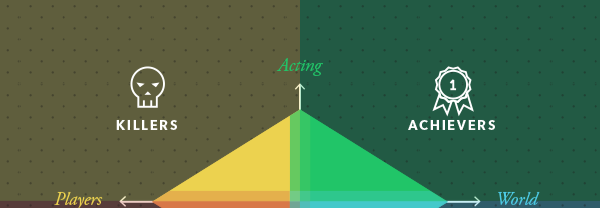 Acting
1
KILLERS
ACHIEVERS
Players
World